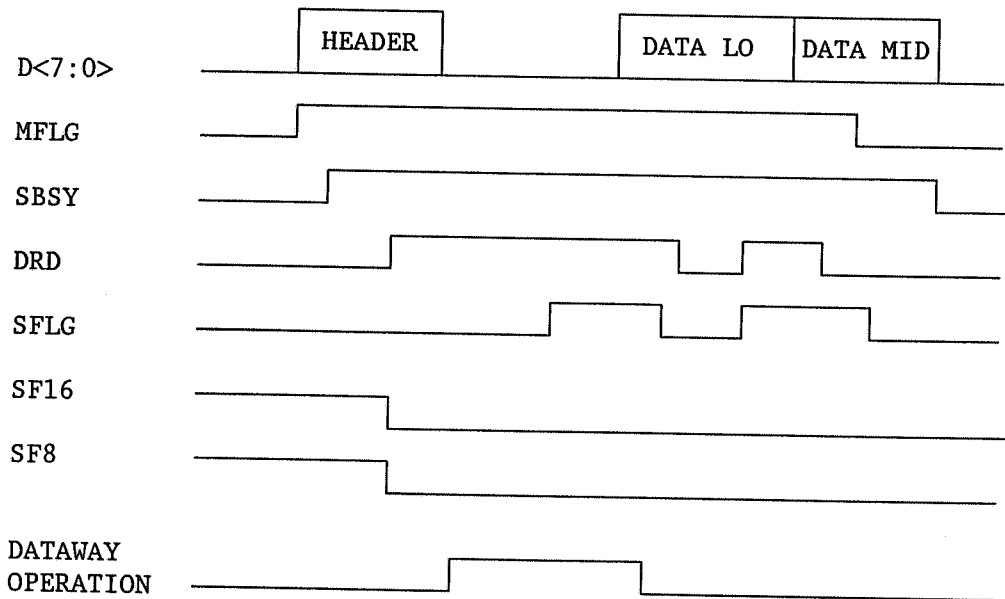 HEADER
DATA LO
DATA MID
D<7:0>
MFLG
SBSY
DRD
SFLG
SF16
SF8
DATAWAY
OPERATION